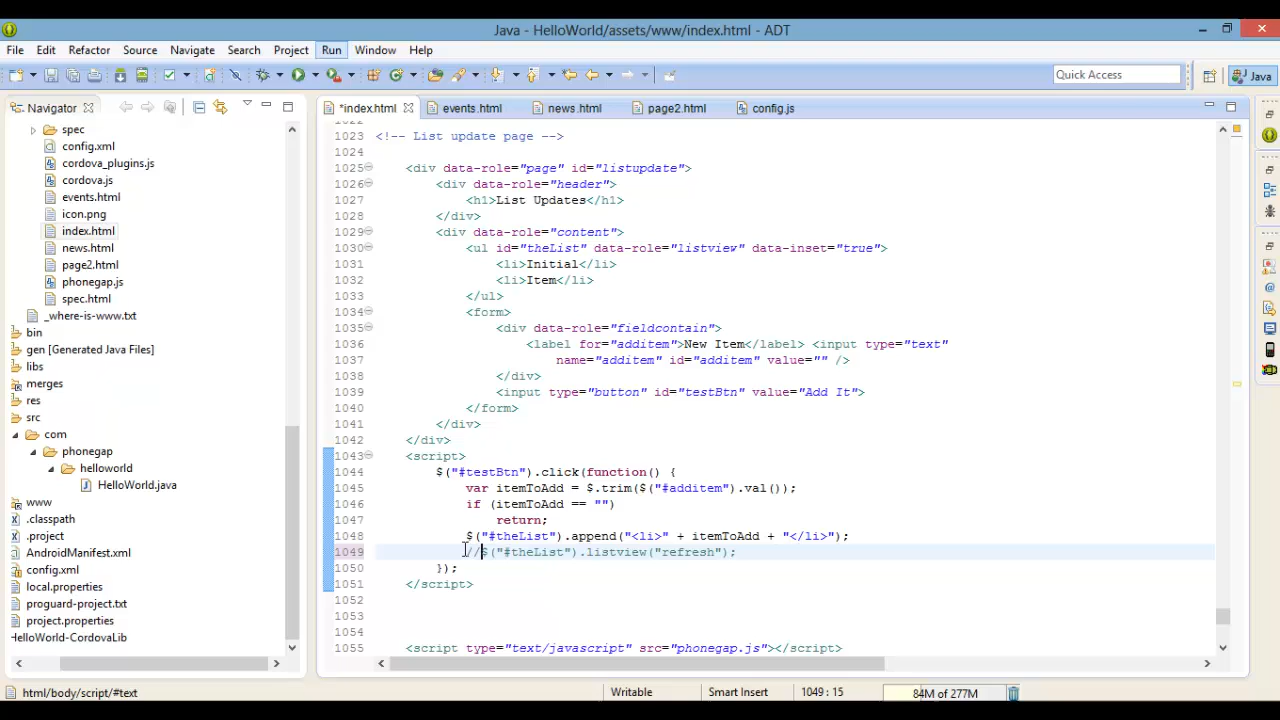 Java - HelloWorld/assets/www/index.html - ADT
File Edit Refactor Source Navigate Search Project Run Window Help
Quick Access
Java
Navigator
spec
config.xml
cordova_plugins.js
cordova.js
events.html
icon.png
index.html
news.html
page2.html
phonegap.js
spec.html
_where-is-www.txt
bin
gen [Generated Java Files]
libs
merges
res
src
com
phonegap
helloworld
HelloWorld.java
www
.classpath
.project
AndroidManifest.xml
config.xml
local.properties
proguard-project.txt
project.properties
HelloWorld-CordovaLib
*index.html events.html news.html page2.html config.js
1022
1023 <!-- List update page -->
1024
1025 <div data-role="page" id="listupdate">
1026 <div data-role="header">
1027 <h1>List Updates</h1>
1028 </div>
1029 <div data-role="content">
1030 <ul id="theList" data-role="listview" data-inset="true">
1031 <li>Initial</li>
1032 <li>Item</li>
1033 </ul>
1034 <form>
1035 <div data-role="fieldcontain">
1036 <label for="additem">New Item</label> <input type="text"
1037 name="additem" id="additem" value="" />
1038 </div>
1039 <input type="button" id="testBtn" value="Add It">
1040 </form>
1041 </div>
1042 </div>
1043 <script>
1044 $("#testBtn").click(function() {
1045 var itemToAdd = $.trim($("#additem").val());
1046 if (itemToAdd == "")
1047 return;
1048 $("#theList").append("<li>" + itemToAdd + "</li>");
1049 //$("#theList").listview("refresh");
1050 });
1051 </script>
1052
1053
1054
1055 <script type="text/javascript" src="phonegap.js"></script>
html/body/script/#text
Writable
Smart Insert
1049 : 15
84M of 277M